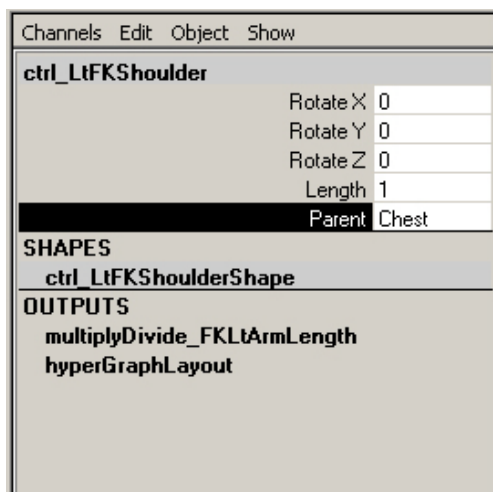 Channels Edit Object Show
ctrl_LtFKShoulder
Rotate X 0
Rotate Y 0
Rotate Z 0
Length 1
Parent Chest
SHAPES
ctrl_LtFKShoulderShape
OUTPUTS
multiplyDivide_FKLtArmLength
hyperGraphLayout